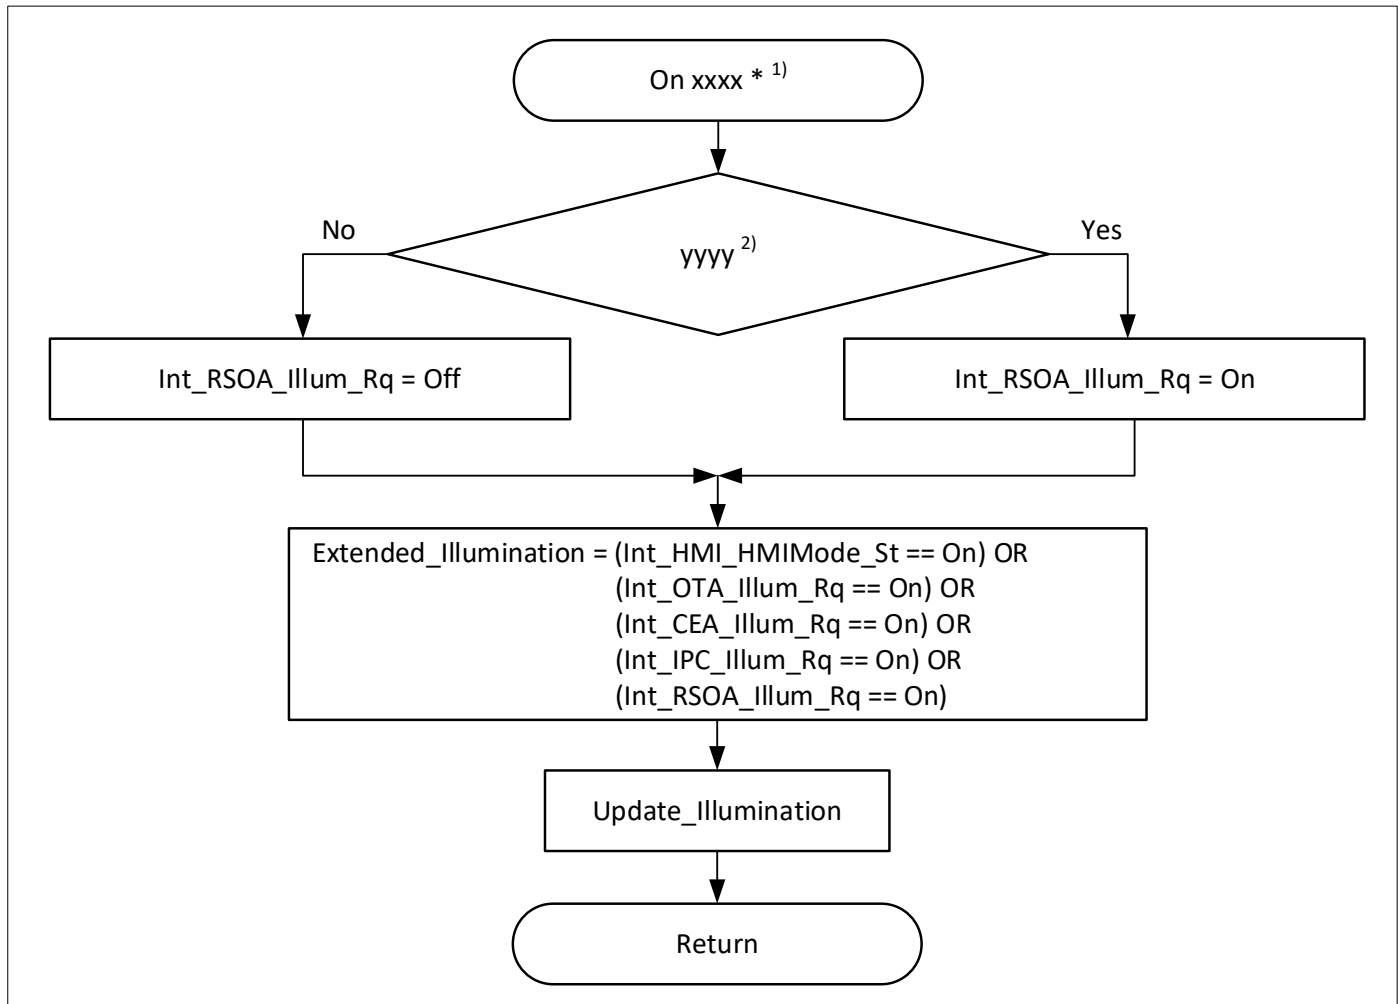 On xxxx * 1)
No
Yes
yyyy 2)
Int_RSOA_Illum_Rq = Off
Int_RSOA_Illum_Rq = On
Extended_Illumination = (Int_HMI_HMIMode_St == On) OR
(Int_OTA_Illum_Rq == On) OR
(Int_CEA_Illum_Rq == On) OR
(Int_IPC_Illum_Rq == On) OR
(Int_RSOA_Illum_Rq == On)
Update_Illumination
Return